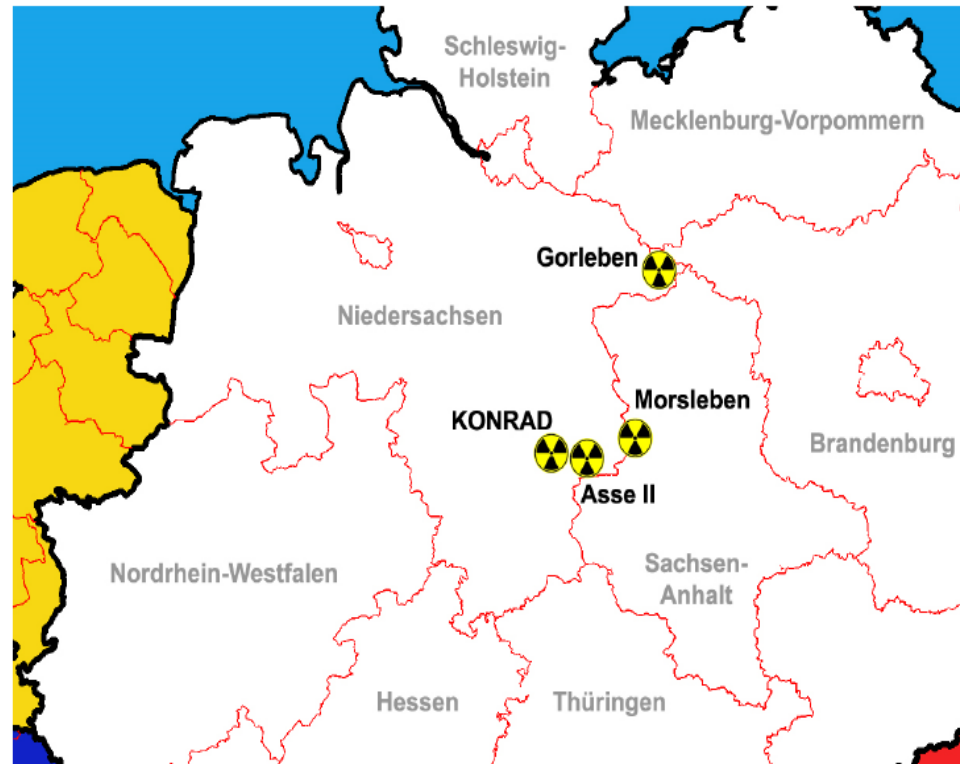 Schleswig-
Holstein
Mecklenburg-Vorpommern
Gorleben
Niedersachsen
Morsleben
KONRAD
Brandenburg
Asse II
Sachsen-
Anhalt
Nordrhein-Westfalen
Hessen
Thüringen